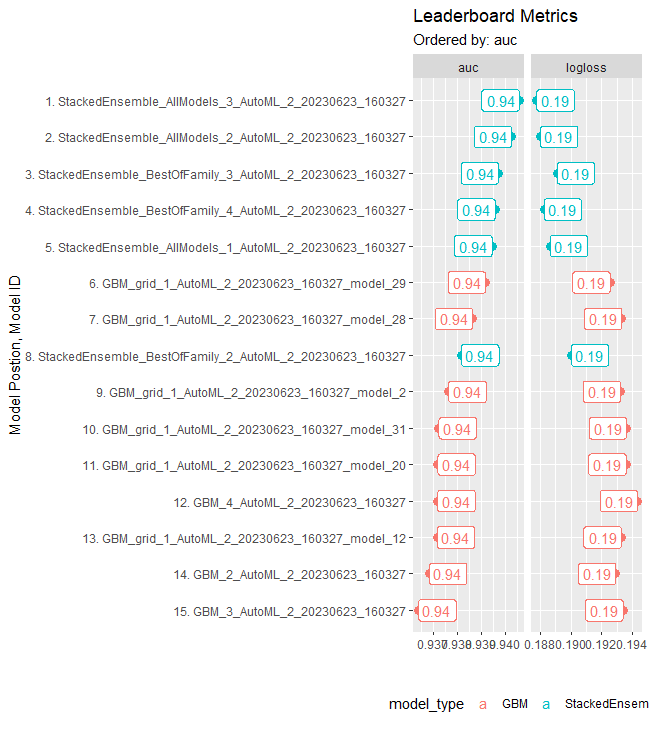 Leaderboard Metrics
Ordered by: auc
auc logloss
1. StackedEnsemble_AllModels_3_AutoML_2_20230623_160327 0.94 0.19
2. StackedEnsemble_AllModels_2_AutoML_2_20230623_160327 0.94 0.19
3. StackedEnsemble_BestOfFamily_3_AutoML_2_20230623_160327 0.94 0.19
4. StackedEnsemble_BestOfFamily_4_AutoML_2_20230623_160327 0.94 0.19
5. StackedEnsemble_AllModels_1_AutoML_2_20230623_160327 0.94 0.19
6. GBM_grid_1_AutoML_2_20230623_160327_model_29 0.94 0.19
7. GBM_grid_1_AutoML_2_20230623_160327_model_28 0.94 0.19
8. StackedEnsemble_BestOfFamily_2_AutoML_2_20230623_160327 0.94 0.19
9. GBM_grid_1_AutoML_2_20230623_160327_model_2 0.94 0.19
10. GBM_grid_1_AutoML_2_20230623_160327_model_31 0.94 0.19
11. GBM_grid_1_AutoML_2_20230623_160327_model_20 0.94 0.19
12. GBM_4_AutoML_2_20230623_160327 0.94 0.19
13. GBM_grid_1_AutoML_2_20230623_160327_model_12 0.94 0.19
14. GBM_2_AutoML_2_20230623_160327 0.94 0.19
15. GBM_3_AutoML_2_20230623_160327 0.94 0.19
Model Postion, Model ID
0.937 0.938 0.939 0.940 0.188 0.190 0.192 0.194
model_type a GBM a StackedEnsem